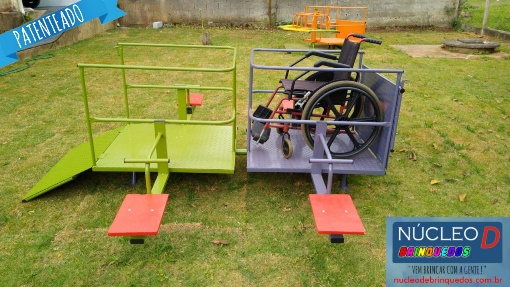 PATENTEADO
NÚCLEO D
BRINQUEDOS
"VEM BRINCAR COM A GENTE!"
nucleodebrinquedos.com.br